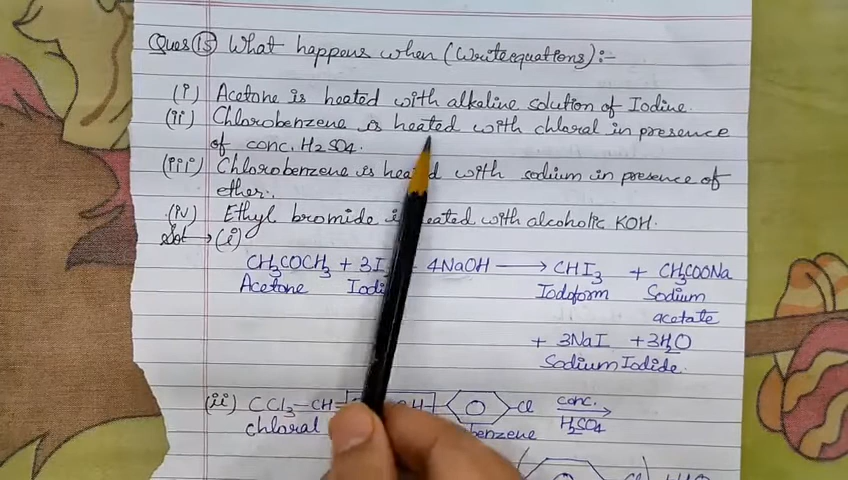 Ques (15) What happens when (Write equations) :-
(i) Acetone is heated with alkaline solution of Iodine.
(ii) Chlorobenzene is heated with chloral in presence
of conc. H2SO4.
(iii) Chlorobenzene is heated with sodium in presence of
ether.
(iv) Ethyl bromide is heated with alcoholic KOH.
Sol → (i)
CH3COCH3 + 3I 4NaOH → CHI3 + CH3COONa
Acetone Iodoform Sodium
acetate
+ 3NaI + 3H2O
Sodium Iodide.
(ii) CCl3-CH= H Cl conc.
H2SO4
chloral benzene